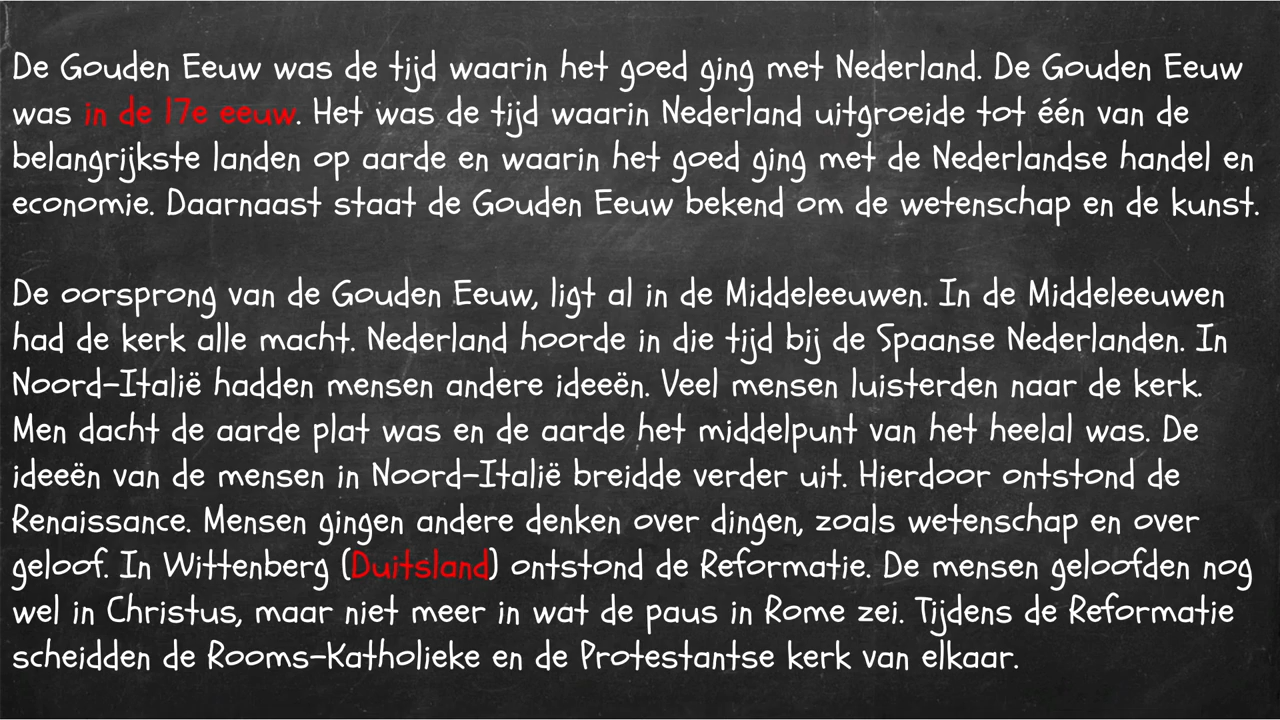 De Gouden Eeuw was de tijd waarin het goed ging met Nederland. De Gouden Eeuw
was in de 17e eeuw. Het was de tijd waarin Nederland uitgroeide tot één van de
belangrijkste landen op aarde en waarin het goed ging met de Nederlandse handel en
economie. Daarnaast staat de Gouden Eeuw bekend om de wetenschap en de kunst.
De oorsprong van de Gouden Eeuw, ligt al in de Middeleeuwen. In de Middeleeuwen
had de kerk alle macht. Nederland hoorde in die tijd bij de Spaanse Nederlanden. In
Noord-Italië hadden mensen andere ideeën. Veel mensen luisterden naar de kerk.
Men dacht de aarde plat was en de aarde het middelpunt van het heelal was. De
ideeën van de mensen in Noord-Italië breidde verder uit. Hierdoor ontstond de
Renaissance. Mensen gingen andere denken over dingen, zoals wetenschap en over
geloof. In Wittenberg (Duitsland) ontstond de Reformatie. De mensen geloofden nog
wel in Christus, maar niet meer in wat de paus in Rome zei. Tijdens de Reformatie
scheidden de Rooms-Katholieke en de Protestantse kerk van elkaar.